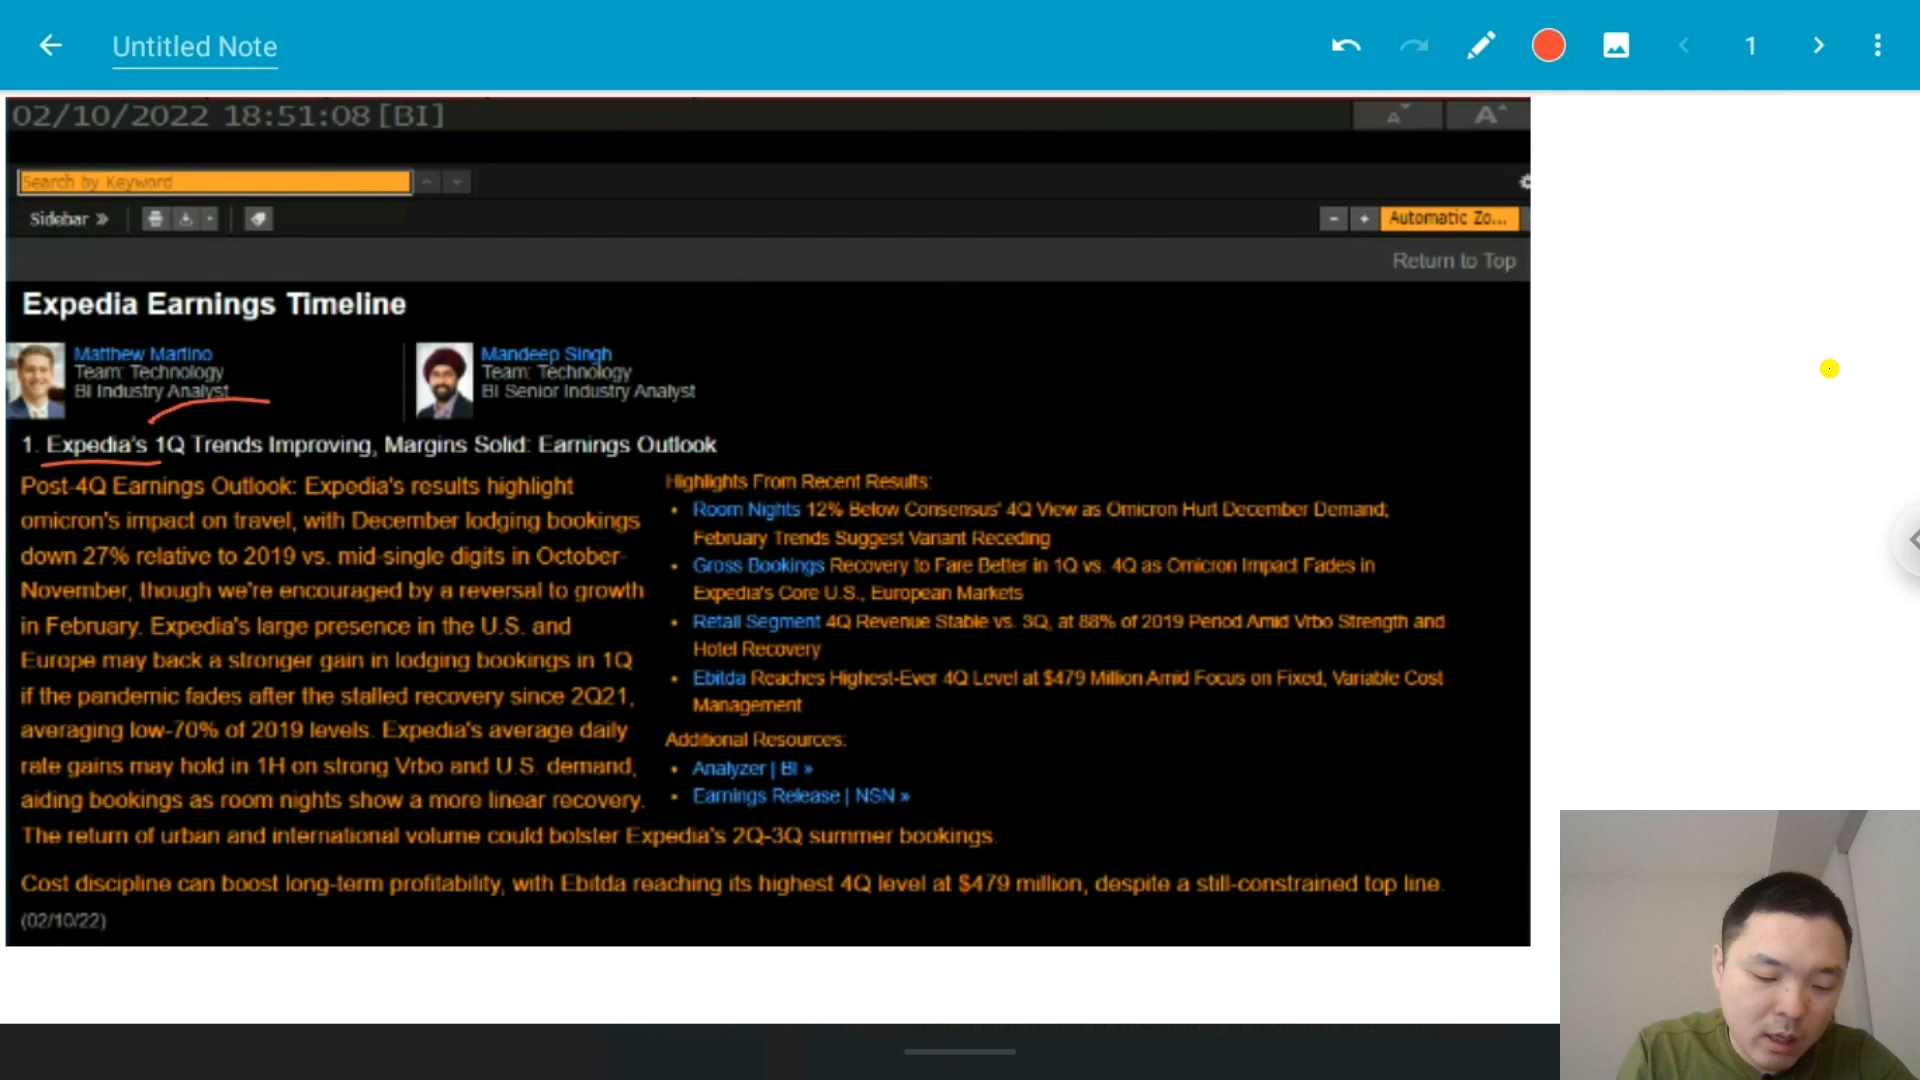 Untitled Note
1
02/10/2022 18:51:08[BI]
A
A
Search by Keyword
Sidebar »
- + Automatic Zo...
Return to Top
Expedia Earnings Timeline
Matthew Martino
Team: Technology
BI Industry Analyst
Mandeep Singh
Team: Technology
BI Senior Industry Analyst
1. Expedia's 1Q Trends Improving, Margins Solid: Earnings Outlook
Post-4Q Earnings Outlook: Expedia's results highlight
omicron's impact on travel, with December lodging bookings
down 27% relative to 2019 vs. mid-single digits in October-
November, though we're encouraged by a reversal to growth
in February. Expedia's large presence in the U.S. and
Europe may back a stronger gain in lodging bookings in 1Q
if the pandemic fades after the stalled recovery since 2Q21,
averaging low-70% of 2019 levels. Expedia's average daily
rate gains may hold in 1H on strong Vrbo and U.S. demand,
aiding bookings as room nights show a more linear recovery.
The return of urban and international volume could bolster Expedia's 2Q-3Q summer bookings.
Highlights From Recent Results:
• Room Nights 12% Below Consensus' 4Q View as Omicron Hurt December Demand;
February Trends Suggest Variant Receding
• Gross Bookings Recovery to Fare Better in 1Q vs. 4Q as Omicron Impact Fades in
Expedia's Core U.S., European Markets
• Retail Segment 4Q Revenue Stable vs. 3Q, at 88% of 2019 Period Amid Vrbo Strength and
Hotel Recovery
• Ebitda Reaches Highest-Ever 4Q Level at $479 Million Amid Focus on Fixed, Variable Cost
Management
Additional Resources:
• Analyzer | BI »
• Earnings Release | NSN »
Cost discipline can boost long-term profitability, with Ebitda reaching its highest 4Q level at $479 million, despite a still-constrained top line.
(02/10/22)